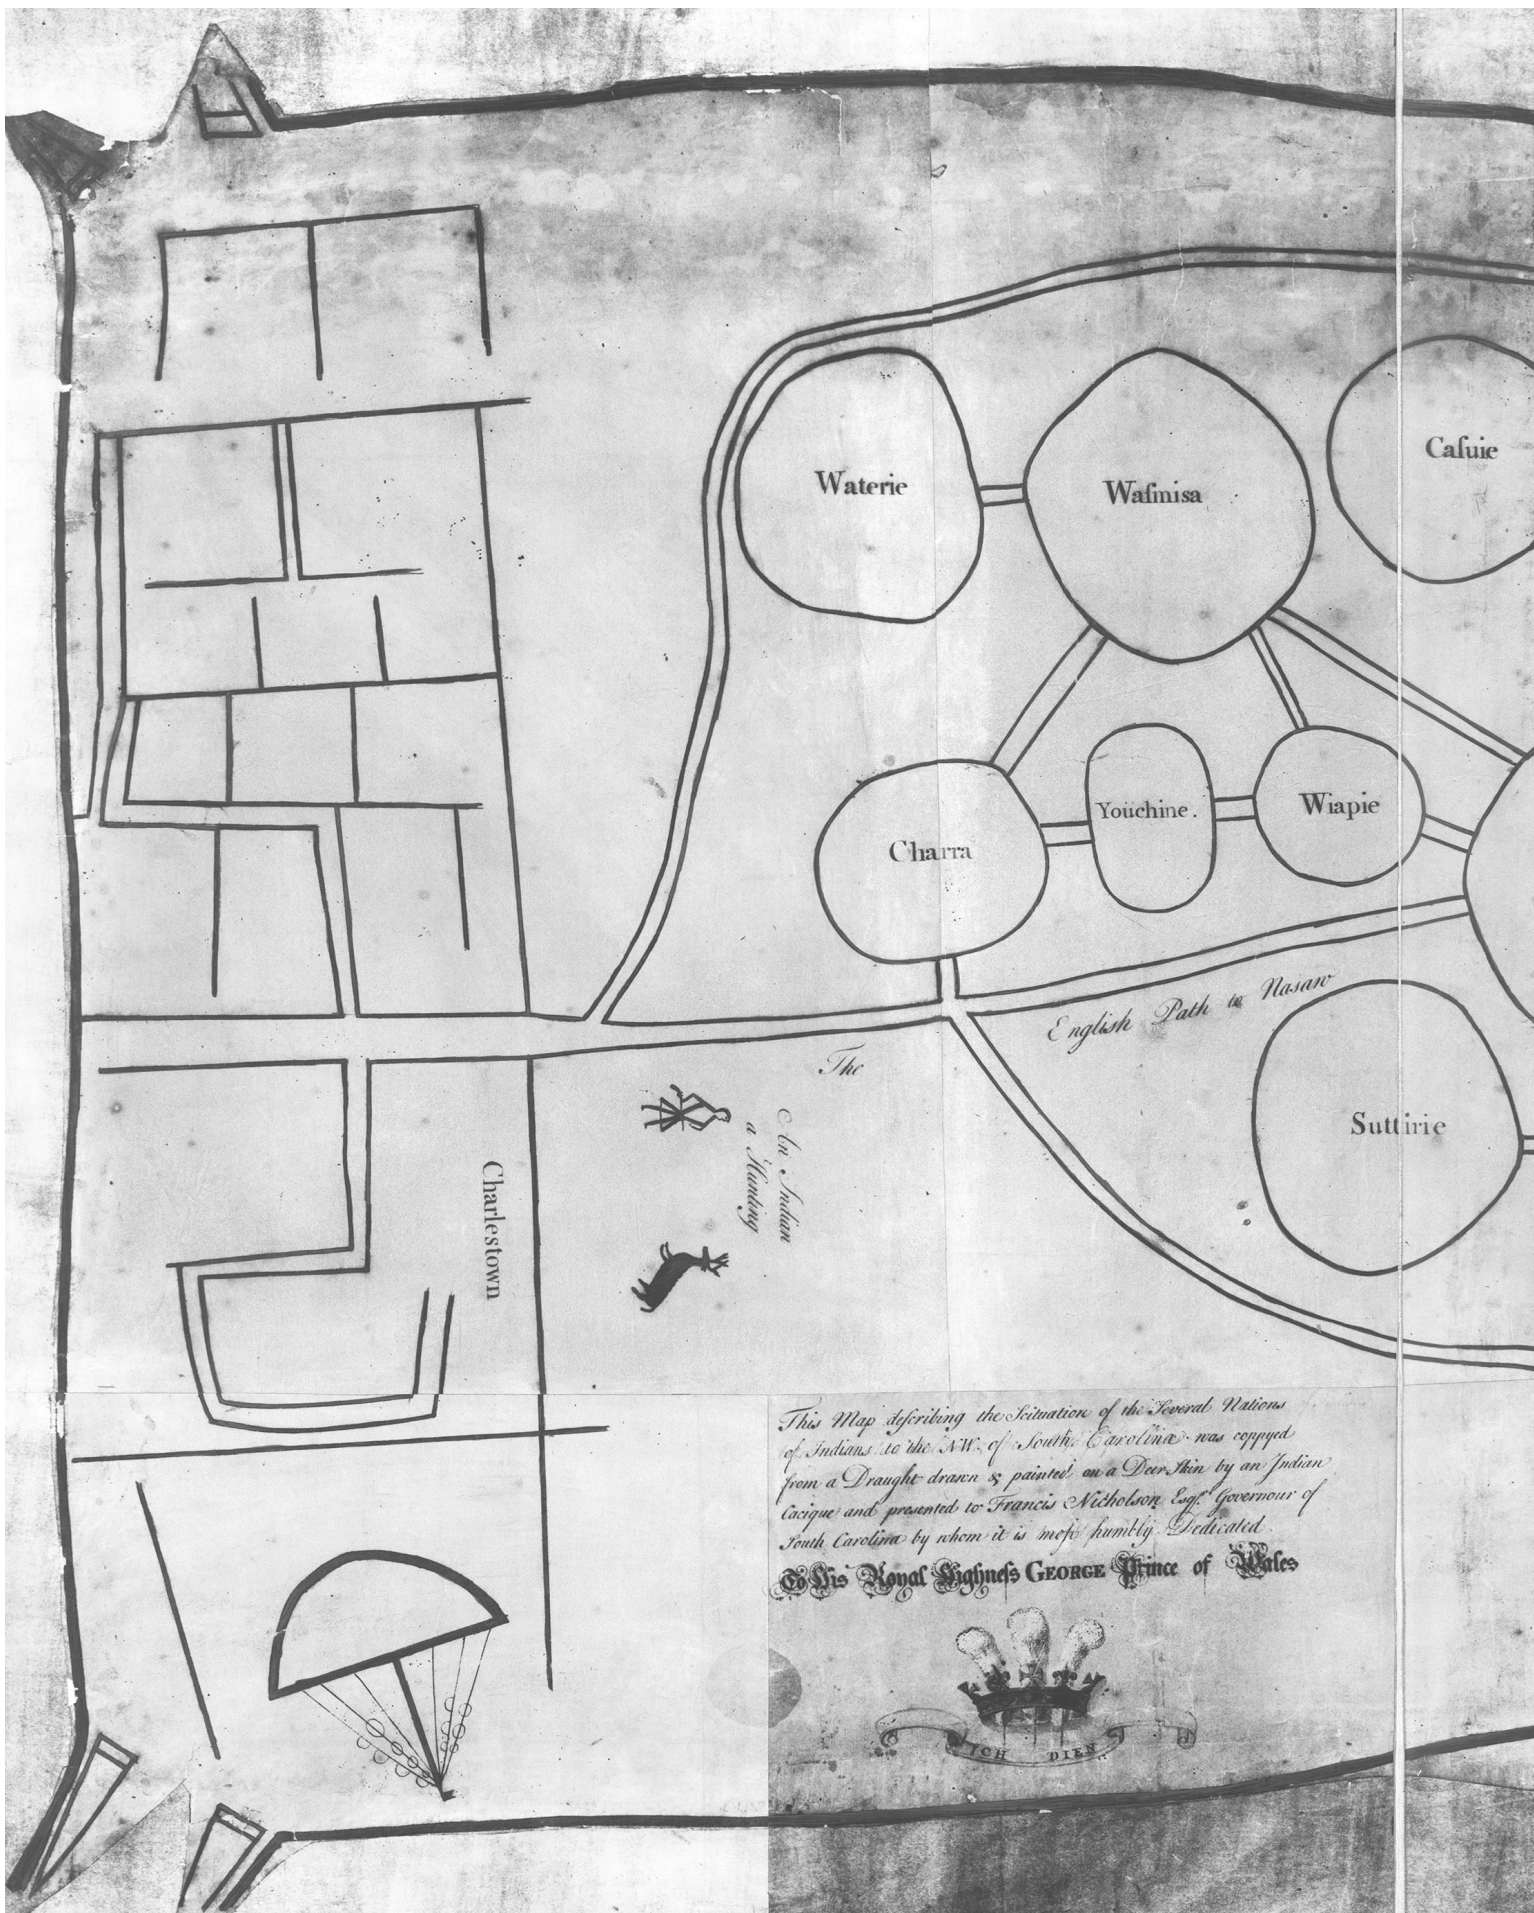 Waterie
Waſmisa
Caſuie
Charra
Youchine.
Wiapie
The
English Path to Nasaw
Suttirie
An Indian
a Hunting
Charlestown
This Map deſcribing the Scituation of the Several Nations
of Indians to the NW. of South Carolina was coppyed
from a Draught drawn & painted on a Deer Skin by an Indian
Cacique and presented to Francis Nicholson Esqr. Governour of
South Carolina by whom it is moſt humbly Dedicated
To His Royal Highneſs GEORGE Prince of Wales
ICH DIEN